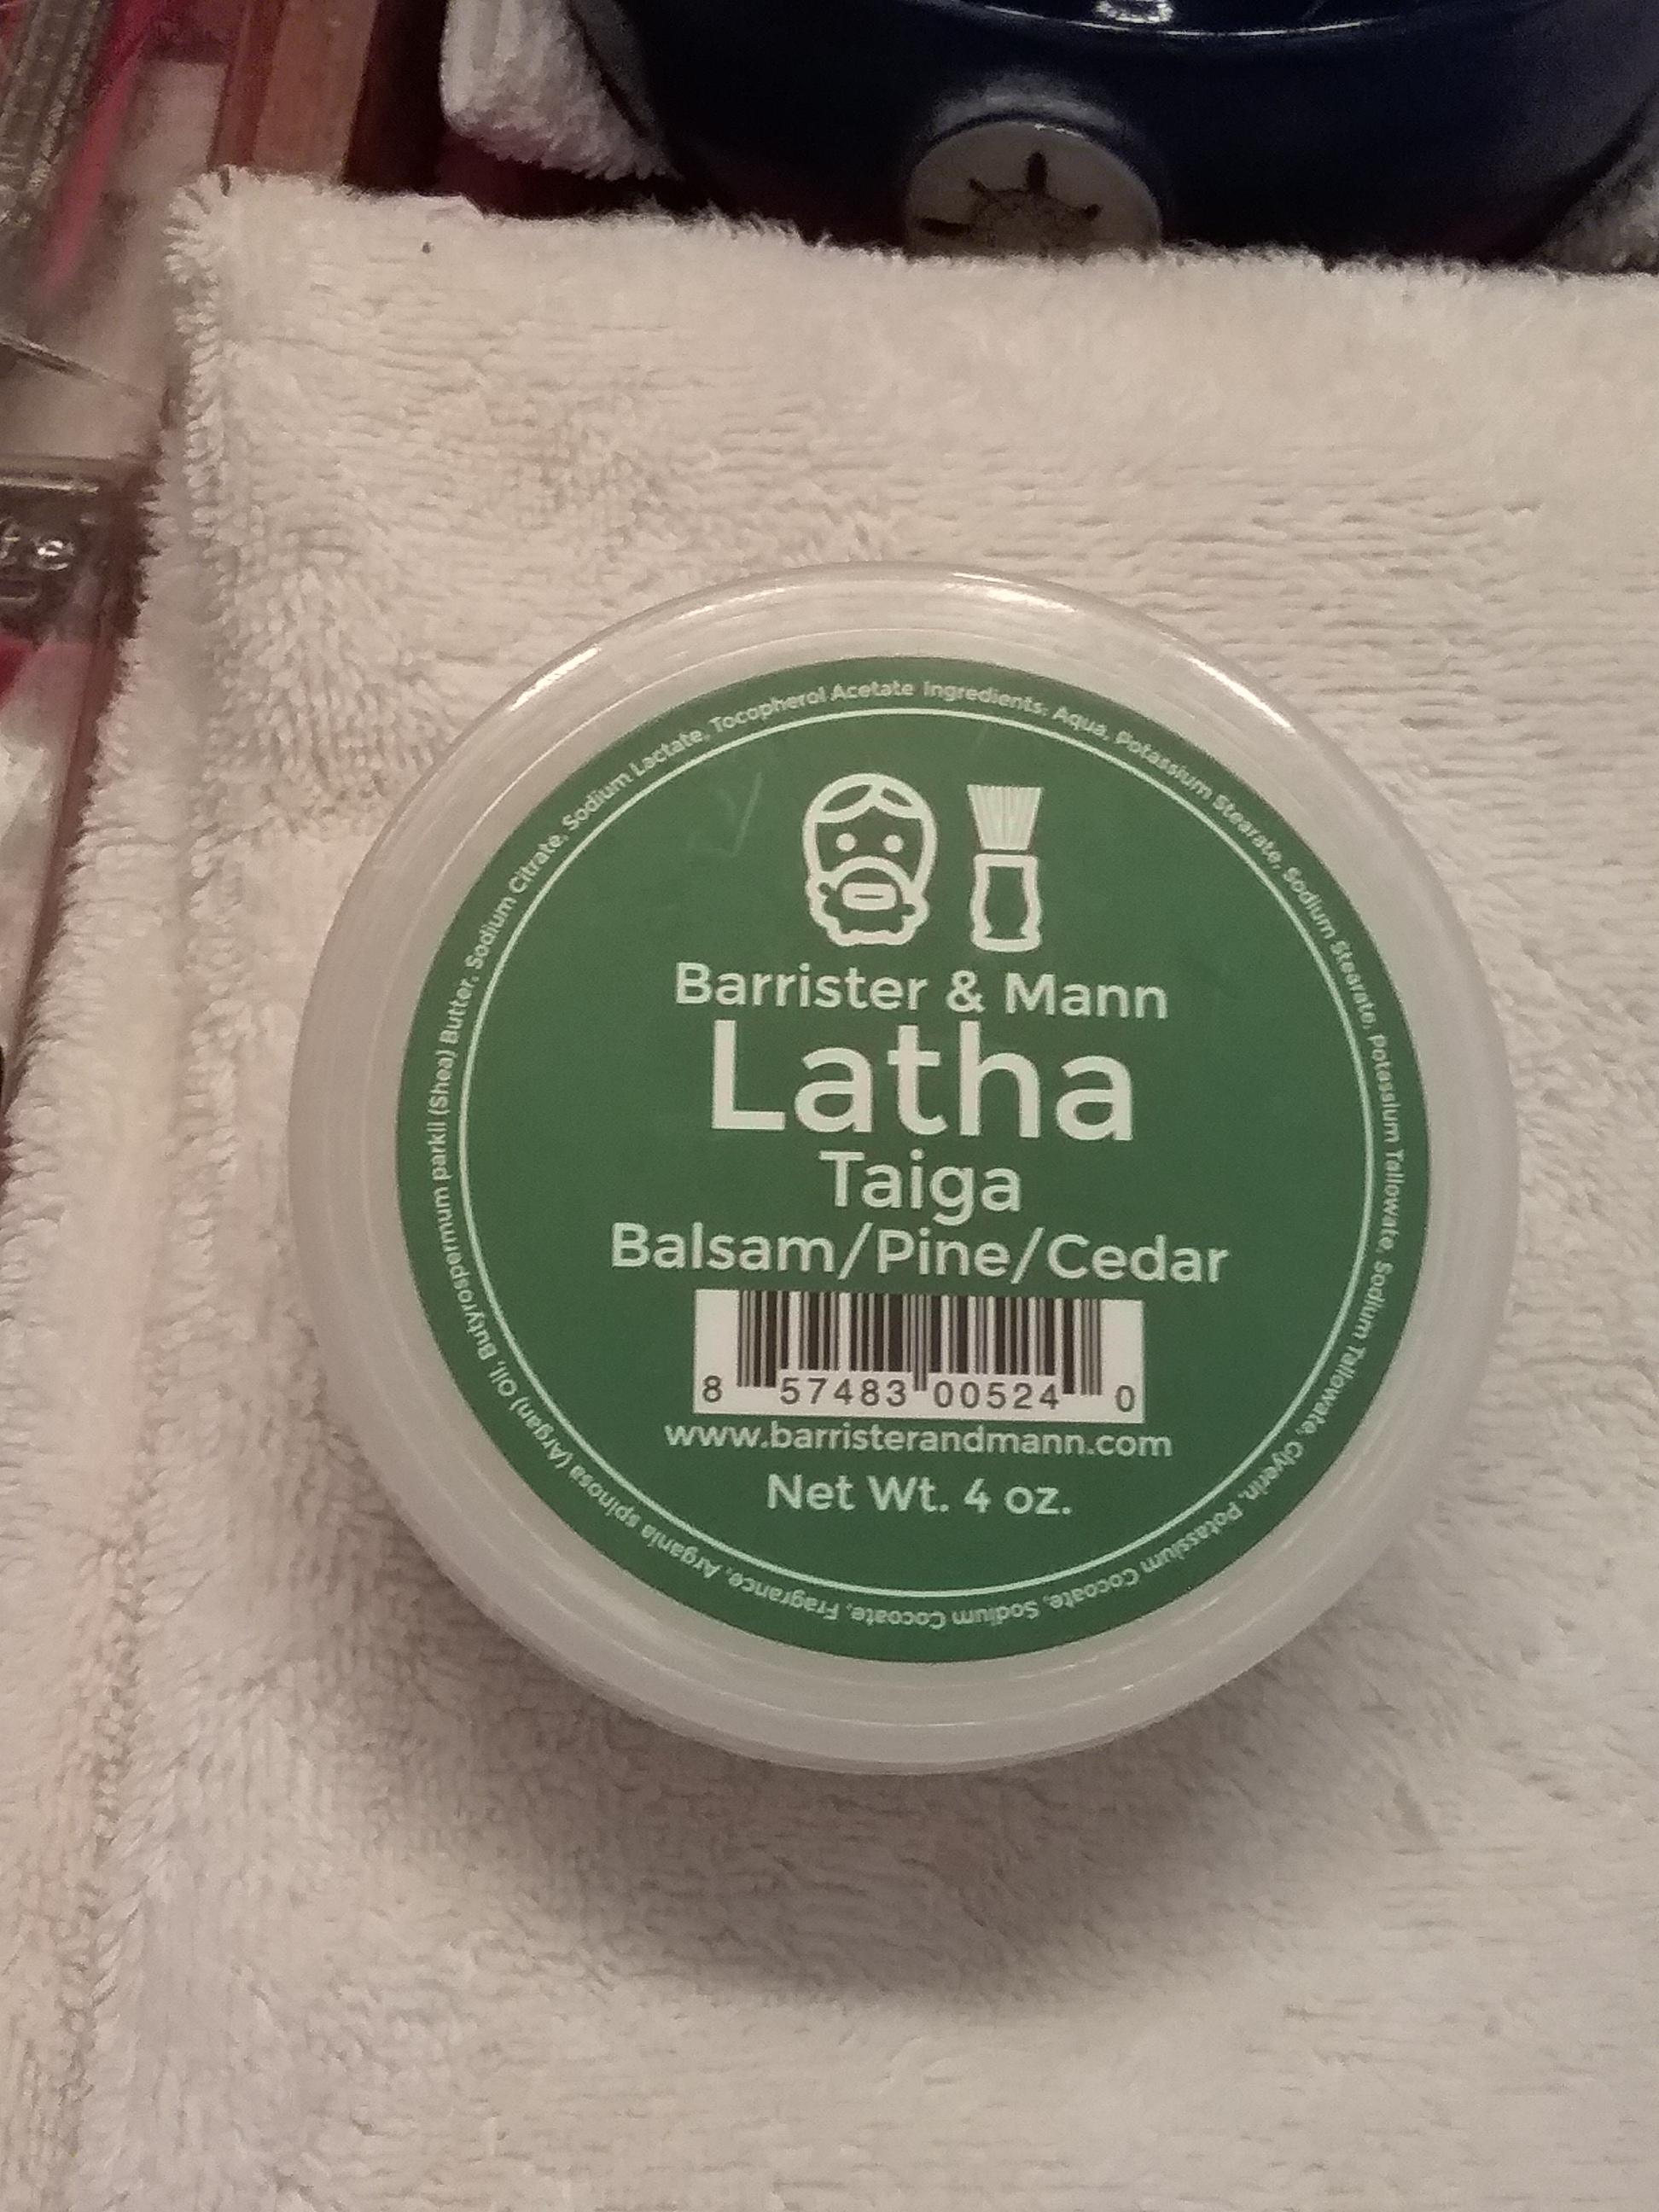 Barrister & Mann
Latha
Taiga
Balsam/Pine/Cedar
8 57483 00524 0
www.barristerandmann.com
Net Wt. 4 oz.
Ingredients: Aqua, Potassium Stearate, Sodium Stearate, Potassium Tallowate, Sodium Tallowate, Glycerin, Potassium Cocoate, Sodium Cocoate, Fragrance, Argania spinosa (Argan) Oil, Butyrospermum parkii (Shea) Butter, Sodium Citrate, Sodium Lactate, Tocopherol Acetate